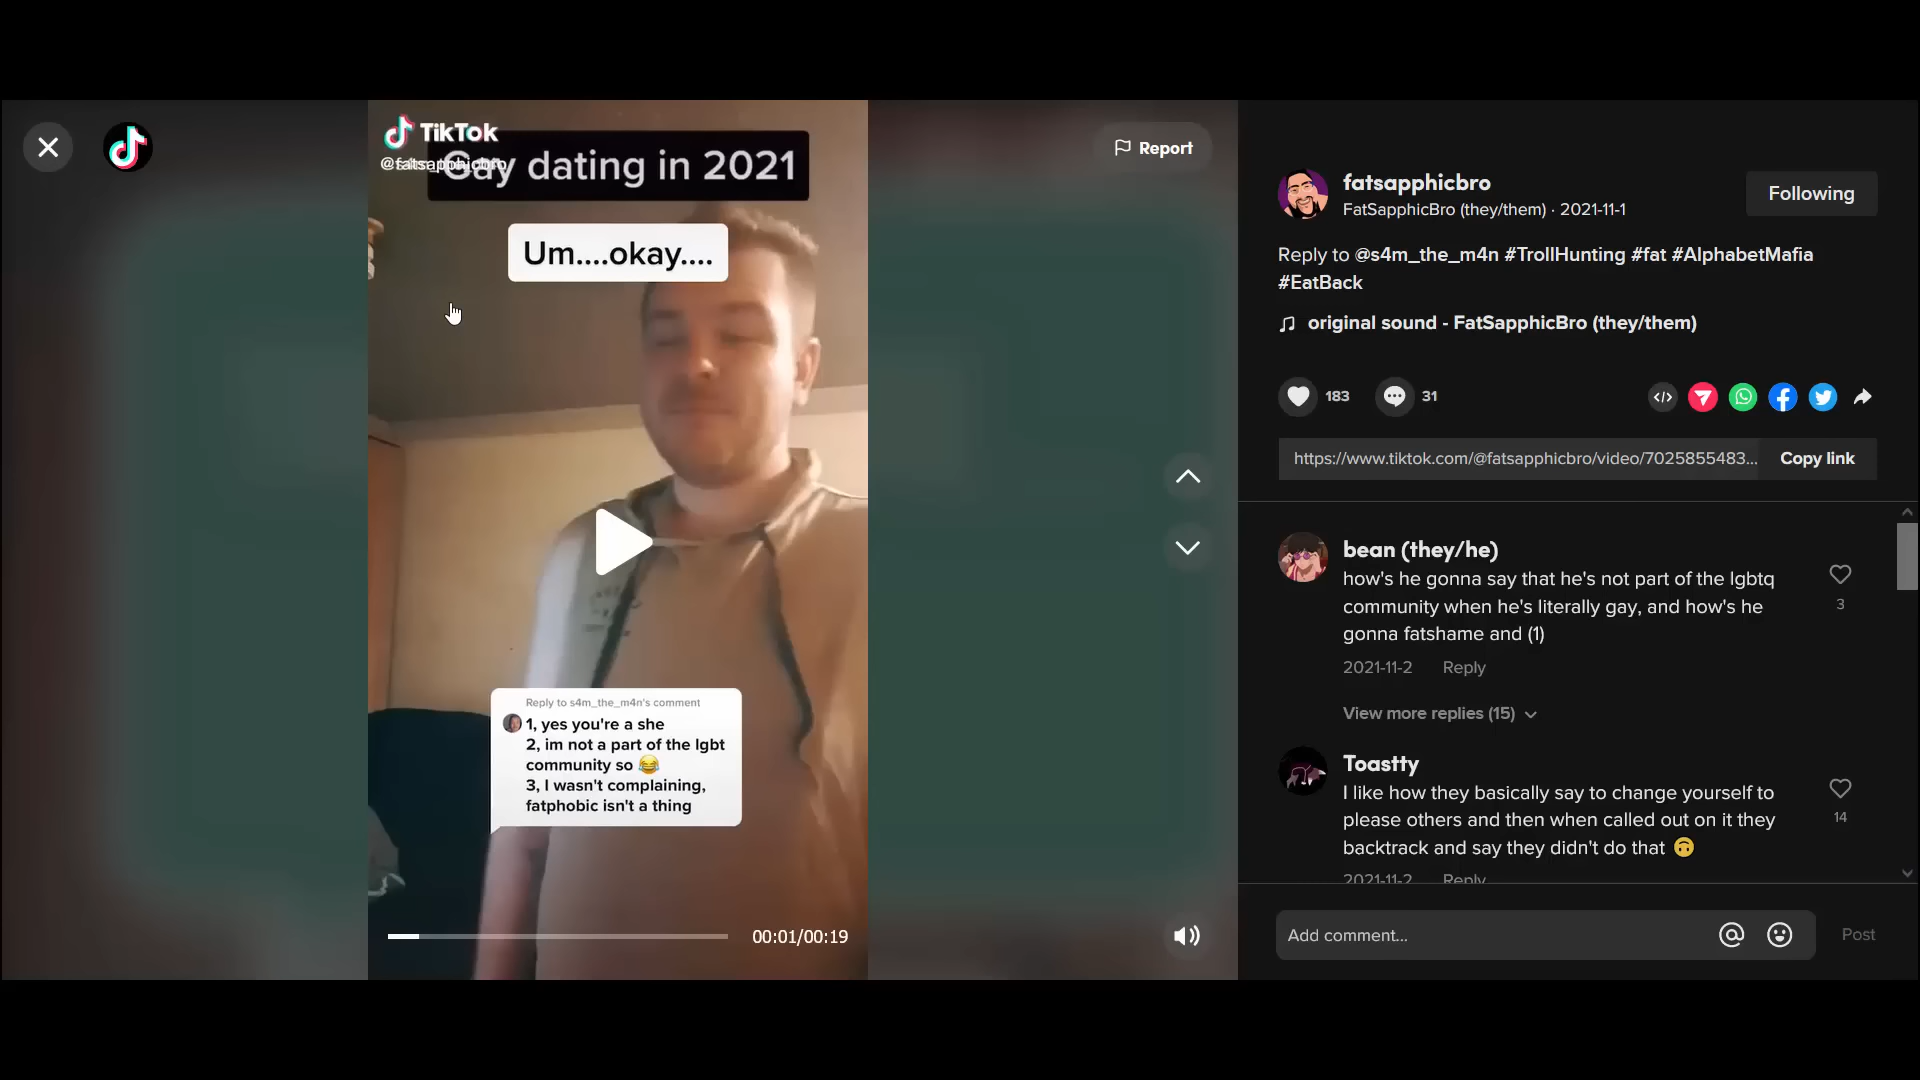 TikTok
Gay dating in 2021
Um....okay....
Reply to s4m_the_m4n's comment
1, yes you're a she
2, im not a part of the lgbt
community so 😂
3, I wasn't complaining,
fatphobic isn't a thing
00:01/00:19
Report
fatsapphicbro
FatSapphicBro (they/them) · 2021-11-1
Following
Reply to @s4m_the_m4n #TrollHunting #fat #AlphabetMafia
#EatBack
original sound - FatSapphicBro (they/them)
183
31
https://www.tiktok.com/@fatsapphicbro/video/7025855483...
Copy link
bean (they/he)
how's he gonna say that he's not part of the lgbtq
community when he's literally gay, and how's he
gonna fatshame and (1)
3
2021-11-2 Reply
View more replies (15)
Toastty
I like how they basically say to change yourself to
please others and then when called out on it they
backtrack and say they didn't do that 🙃
14
2021-11-2 Reply
Add comment...
Post